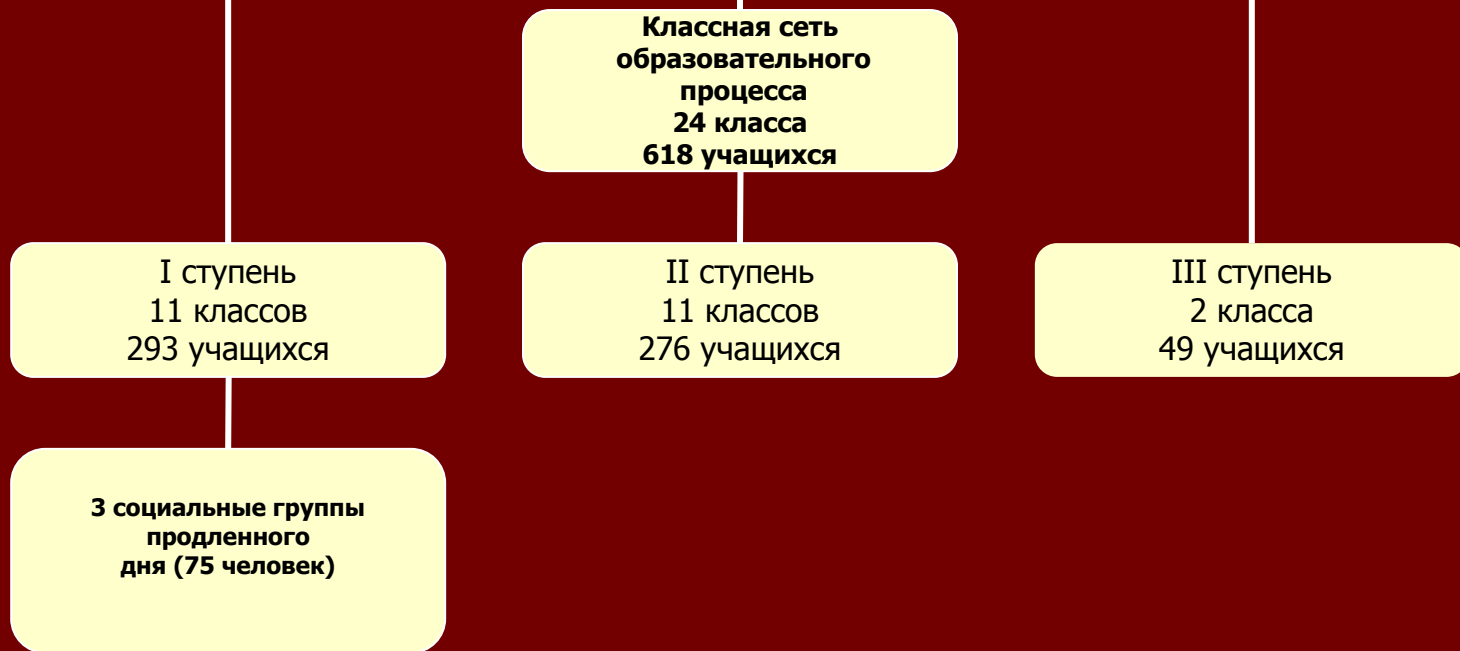 Классная сеть
образовательного
процесса
24 класса
618 учащихся
I ступень
11 классов
293 учащихся
II ступень
11 классов
276 учащихся
III ступень
2 класса
49 учащихся
3 социальные группы
продленного
дня (75 человек)